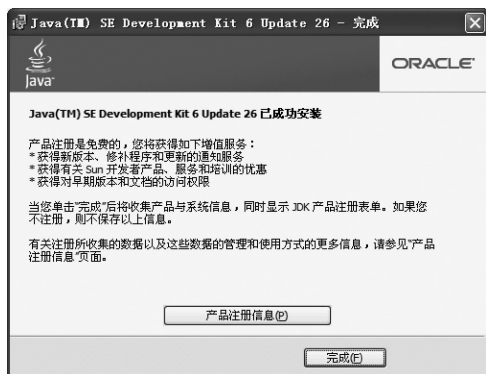 Java(TM) SE Development Kit 6 Update 26 - 完成
Java
ORACLE
Java(TM) SE Development Kit 6 Update 26 已成功安装
产品注册是免费的，您将获得如下增值服务：
* 获得新版本、修补程序和更新的通知服务
* 获得有关 Sun 开发者产品、服务和培训的优惠
* 获得对早期版本和文档的访问权限
当您单击“完成”后将收集产品与系统信息，同时显示 JDK 产品注册表单。如果您
不注册，则不保存以上信息。
有关注册所收集的数据以及这些数据的管理和使用方式的更多信息，请参见“产品
注册信息”页面。
产品注册信息(P)
完成(F)